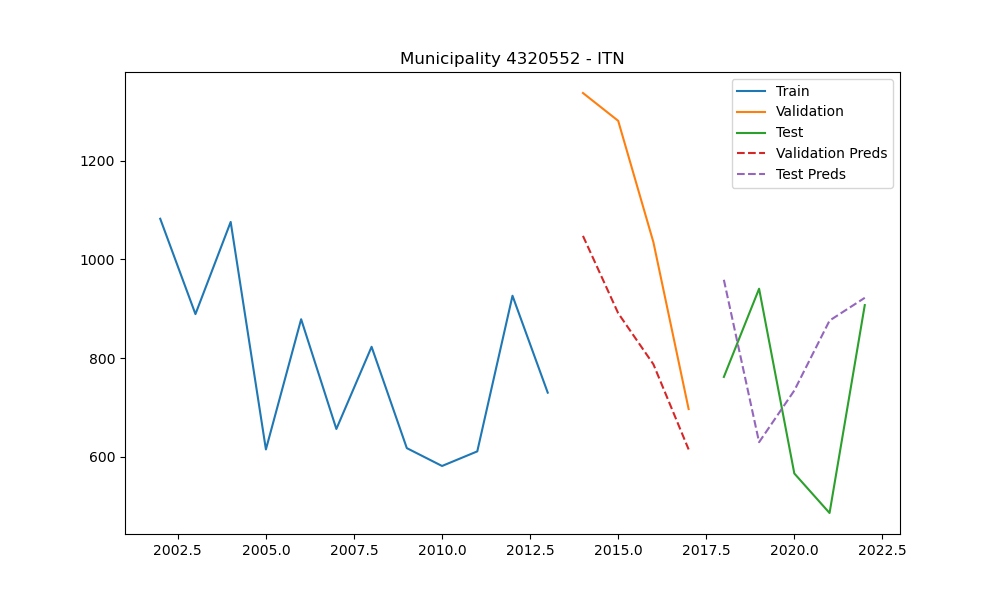 Municipality 4320552 - ITN
Train
Validation
Test
Validation Preds
Test Preds
1200
1000
800
600
2002.5 2005.0 2007.5 2010.0 2012.5 2015.0 2017.5 2020.0 2022.5